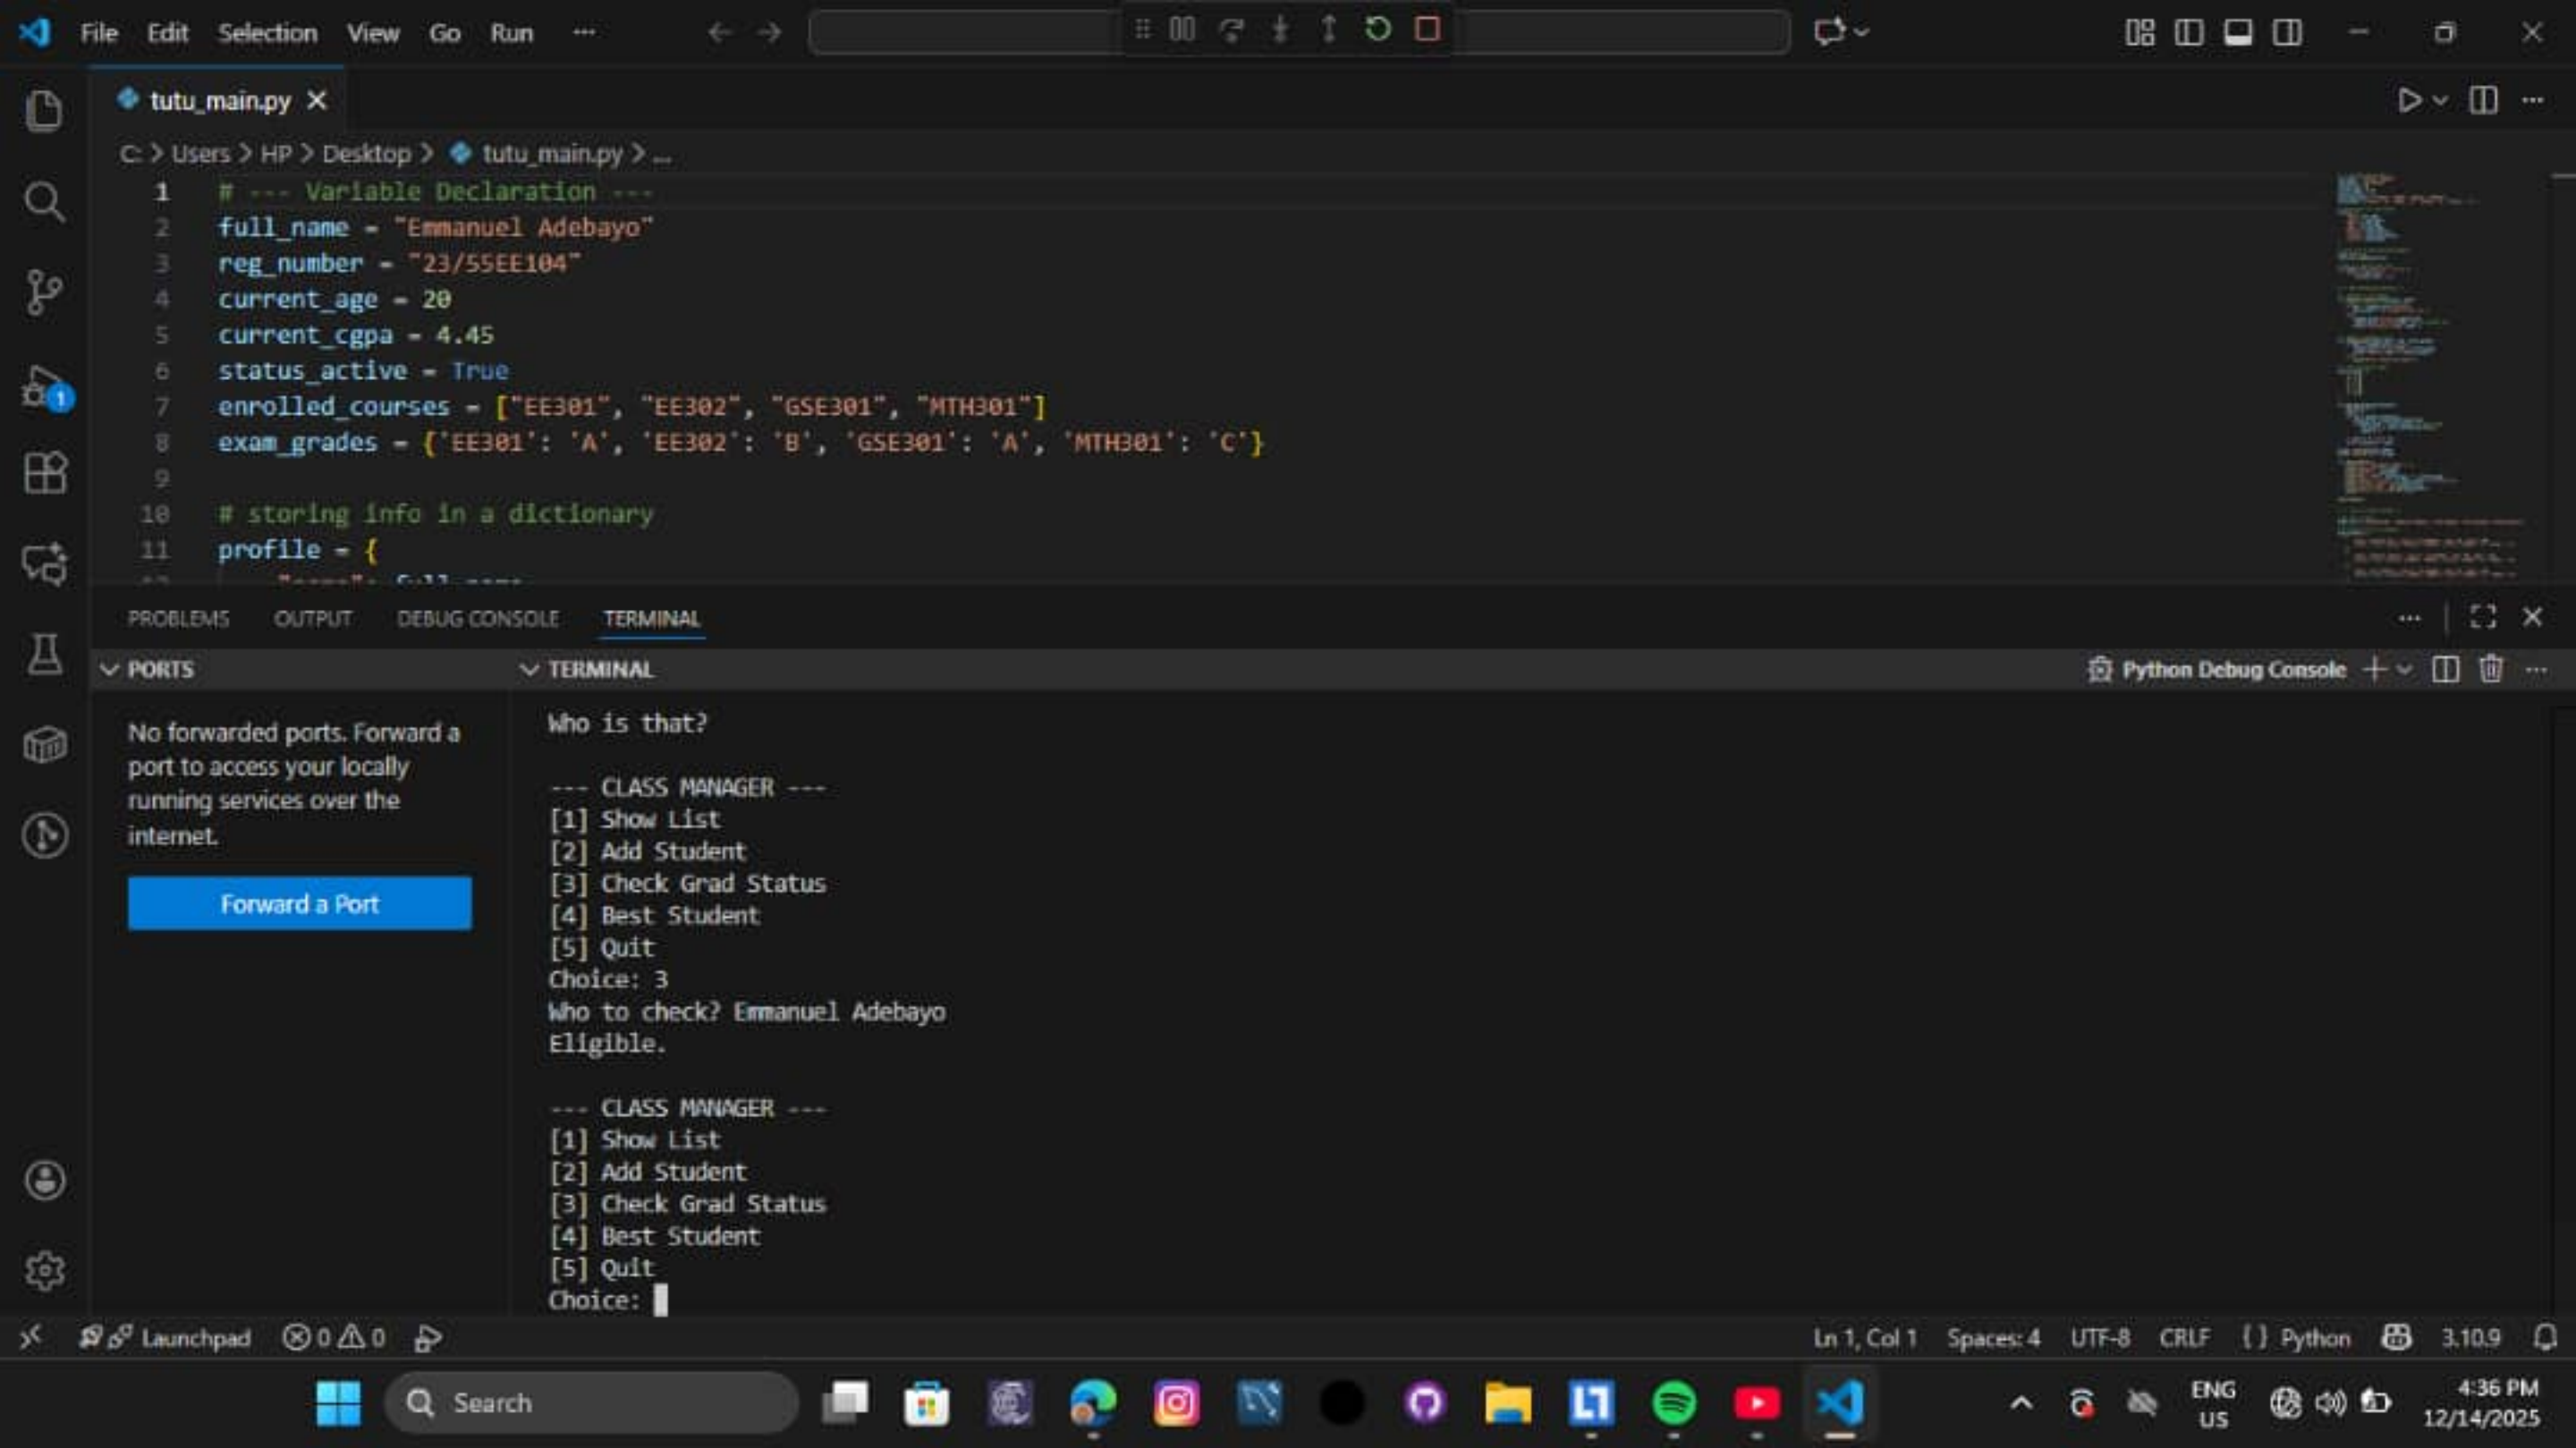 File Edit Selection View Go Run ...
tutu_main.py
C: > Users > HP > Desktop > tutu_main.py > ...
1 # --- Variable Declaration ---
2 full_name = "Emmanuel Adebayo"
3 reg_number = "23/55EE104"
4 current_age = 20
5 current_cgpa = 4.45
6 status_active = True
7 enrolled_courses = ["EE301", "EE302", "GSE301", "MTH301"]
8 exam_grades = {'EE301': 'A', 'EE302': 'B', 'GSE301': 'A', 'MTH301': 'C'}
9
10 # storing info in a dictionary
11 profile = {
PROBLEMS OUTPUT DEBUG CONSOLE TERMINAL
PORTS
No forwarded ports. Forward a
port to access your locally
running services over the
internet.
Forward a Port
TERMINAL
Python Debug Console
Who is that?
--- CLASS MANAGER ---
[1] Show List
[2] Add Student
[3] Check Grad Status
[4] Best Student
[5] Quit
Choice: 3
Who to check? Emmanuel Adebayo
Eligible.
--- CLASS MANAGER ---
[1] Show List
[2] Add Student
[3] Check Grad Status
[4] Best Student
[5] Quit
Choice:
1
Launchpad 0 0
Ln 1, Col 1 Spaces: 4 UTF-8 CRLF {} Python 3.10.9
Search
ENG
US
4:36 PM
12/14/2025